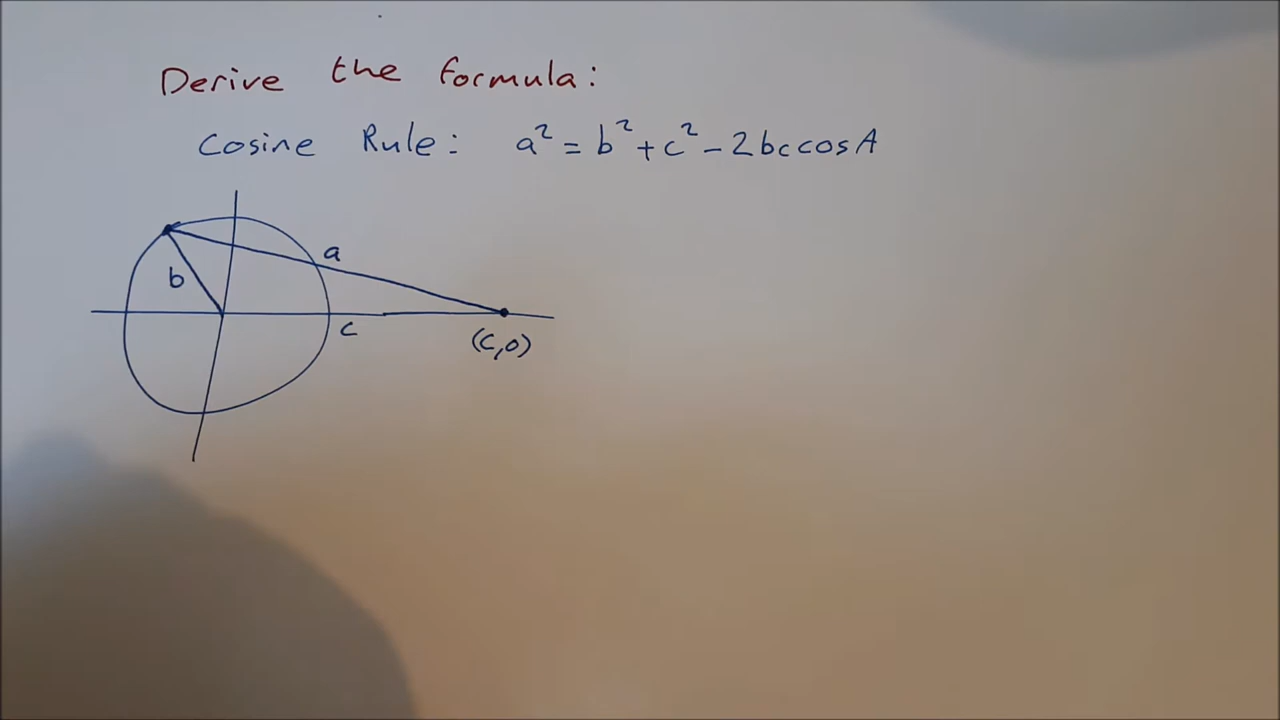 Derive the formula:
Cosine Rule: a² = b² + c² - 2bc cos A
a
b
c
(c,0)